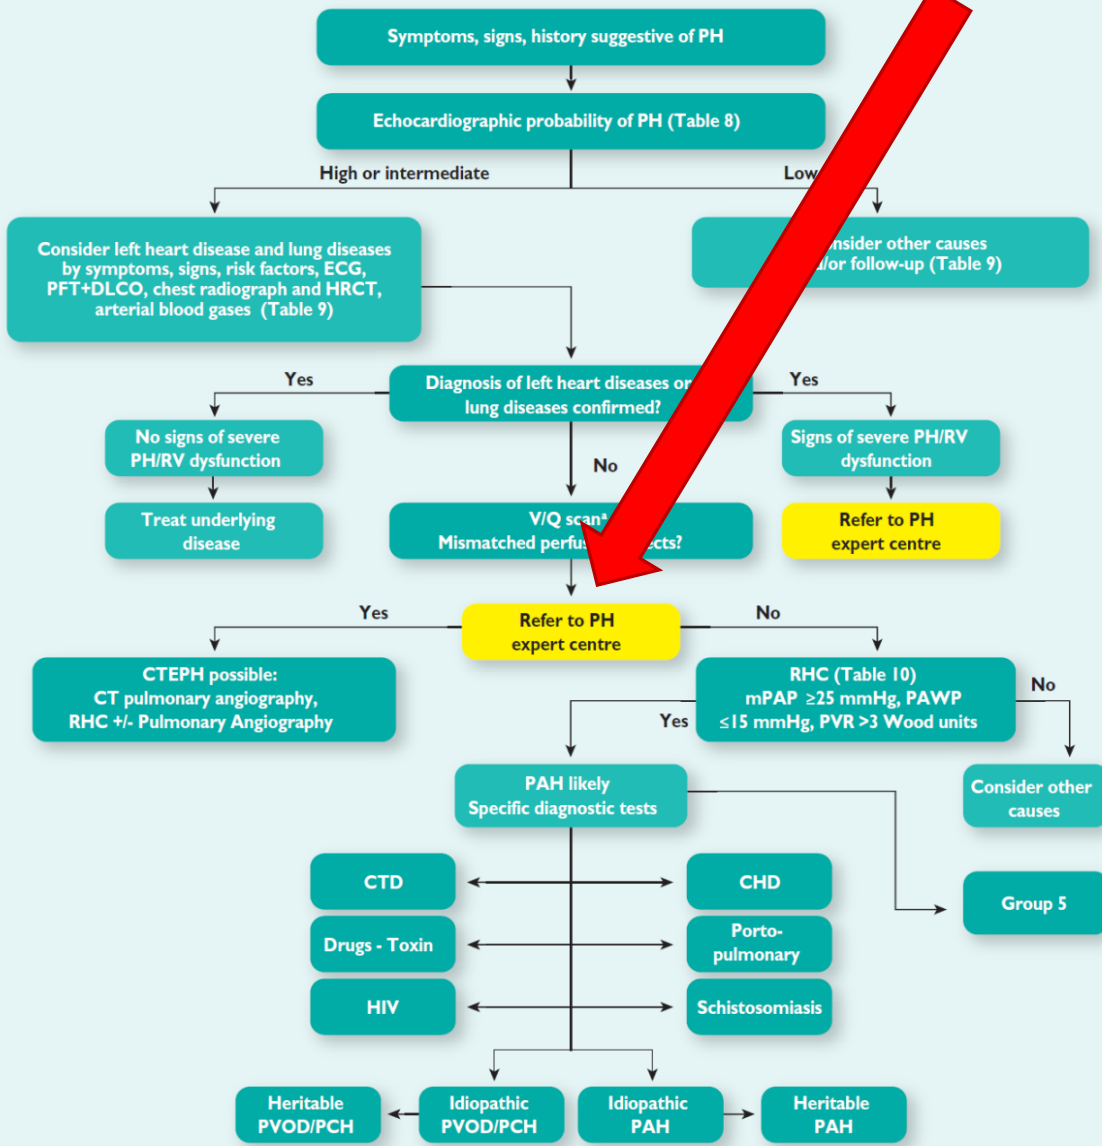 Symptoms, signs, history suggestive of PH
Echocardiographic probability of PH (Table 8)
High or intermediate
Low
Consider left heart disease and lung diseases
by symptoms, signs, risk factors, ECG,
PFT+DLCO, chest radiograph and HRCT,
arterial blood gases (Table 9)
other causes
follow-up (Table 9)
Yes
Diagnosis of left heart diseases or
lung diseases confirmed?
Yes
No signs of severe
PH/RV dysfunction
Signs of severe PH/RV
dysfunction
No
Treat underlying
disease
V/Q scanᵃ
Mismatched
Refer to PH
expert centre
Yes
Refer to PH
expert centre
No
CTEPH possible:
CT pulmonary angiography,
RHC +/- Pulmonary Angiography
RHC (Table 10)
mPAP ≥25 mmHg, PAWP
≤15 mmHg, PVR >3 Wood units
No
Yes
PAH likely
Specific diagnostic tests
Consider other
causes
CTD
CHD
Group 5
Drugs - Toxin
Porto-
pulmonary
HIV
Schistosomiasis
Heritable
PVOD/PCH
Idiopathic
PVOD/PCH
Idiopathic
PAH
Heritable
PAH